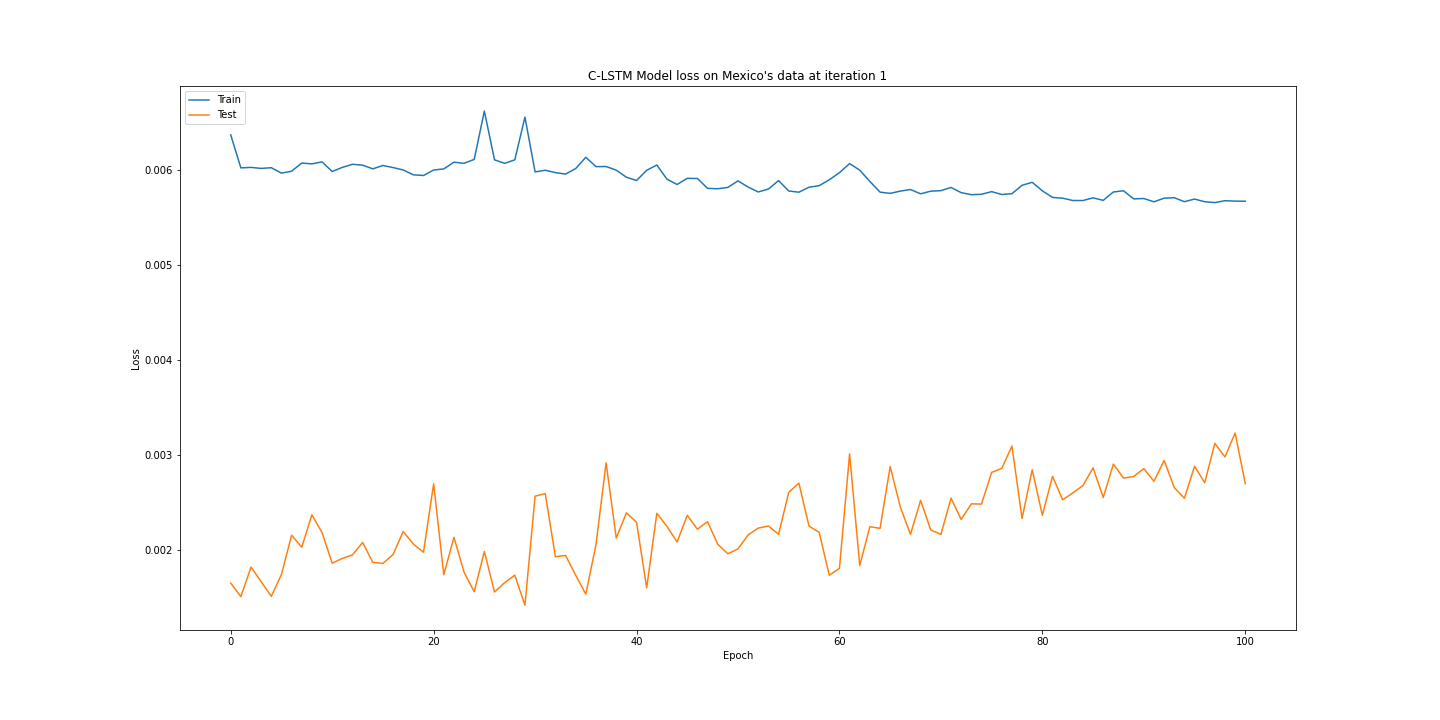 C-LSTM Model loss on Mexico's data at iteration 1
Train
Test
0.006
0.005
0.004
0.003
0.002
Loss
0 20 40 60 80 100
Epoch